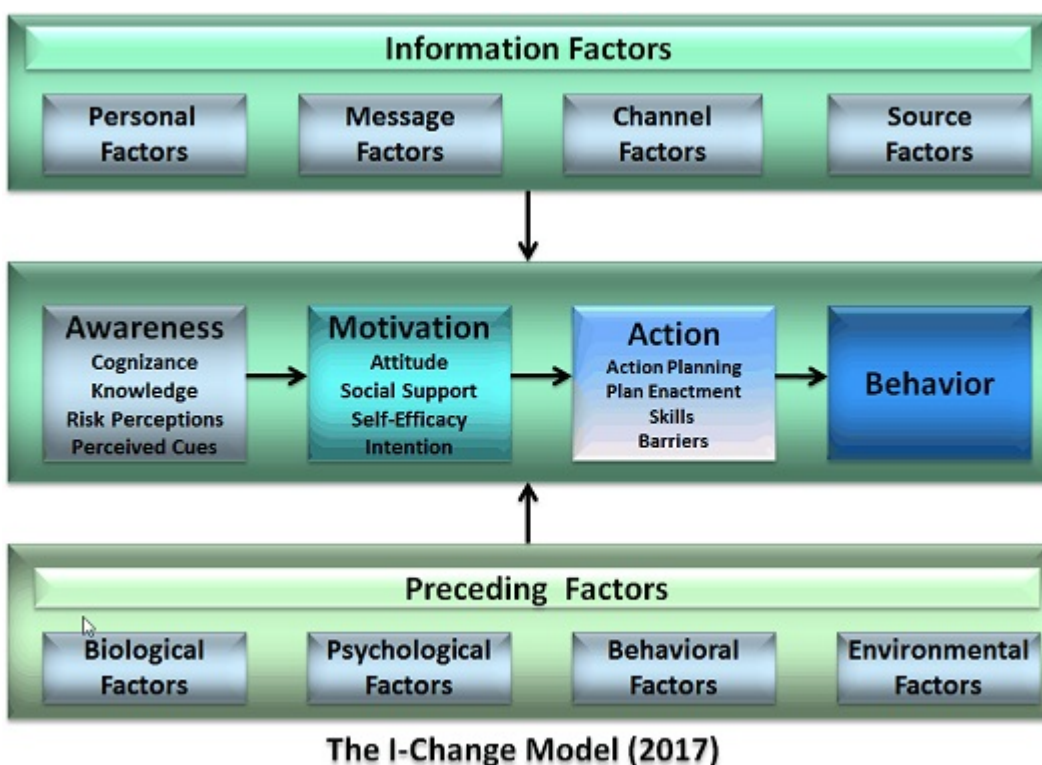 Information Factors
Personal
Factors
Message
Factors
Channel
Factors
Source
Factors
Awareness
Cognizance
Knowledge
Risk Perceptions
Perceived Cues
Motivation
Attitude
Social Support
Self-Efficacy
Intention
Action
Action Planning
Plan Enactment
Skills
Barriers
Behavior
Preceding Factors
Biological
Factors
Psychological
Factors
Behavioral
Factors
Environmental
Factors
The I-Change Model (2017)